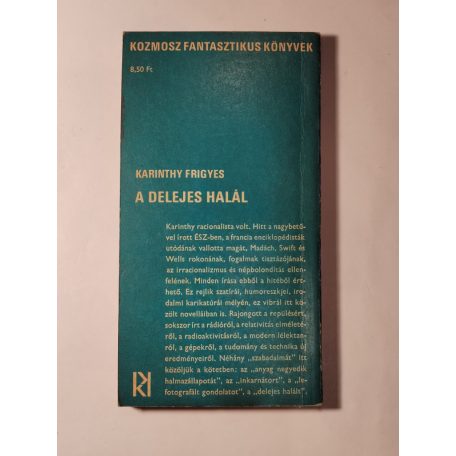 KOZMOSZ FANTASZTIKUS KÖNYVEK
8,50 Ft
KARINTHY FRIGYES
A DELEJES HALÁL
Karinthy racionalista volt. Hitt a nagybetű-
vel írott ÉSZ-ben, a francia enciklopédisták
utódának vallotta magát, Madách, Swift és
Wells rokonának, fogalmak tisztázójának,
az irracionalizmus és népbolondítás ellen-
felének. Minden írása ebből a hitéből ért-
hető. Ez rejlik szatírái, humoreszkjei, iro-
dalmi karikatúrái mélyén, ez vibrál itt kö-
zölt novelláiban is. Rajongott a repülésért,
sokszor írt a rádióról, a relativitás elméleté-
ről, a radioaktivitásról, a modern lélektan-
ról, a gépekről, a tudomány és technika új
eredményeiről. Néhány „szabadalmát" itt
közöljük a kötetben: az „anyag negyedik
halmazállapotát", az „inkarnátort", a „le-
fotografált gondolatot", a „delejes halált".